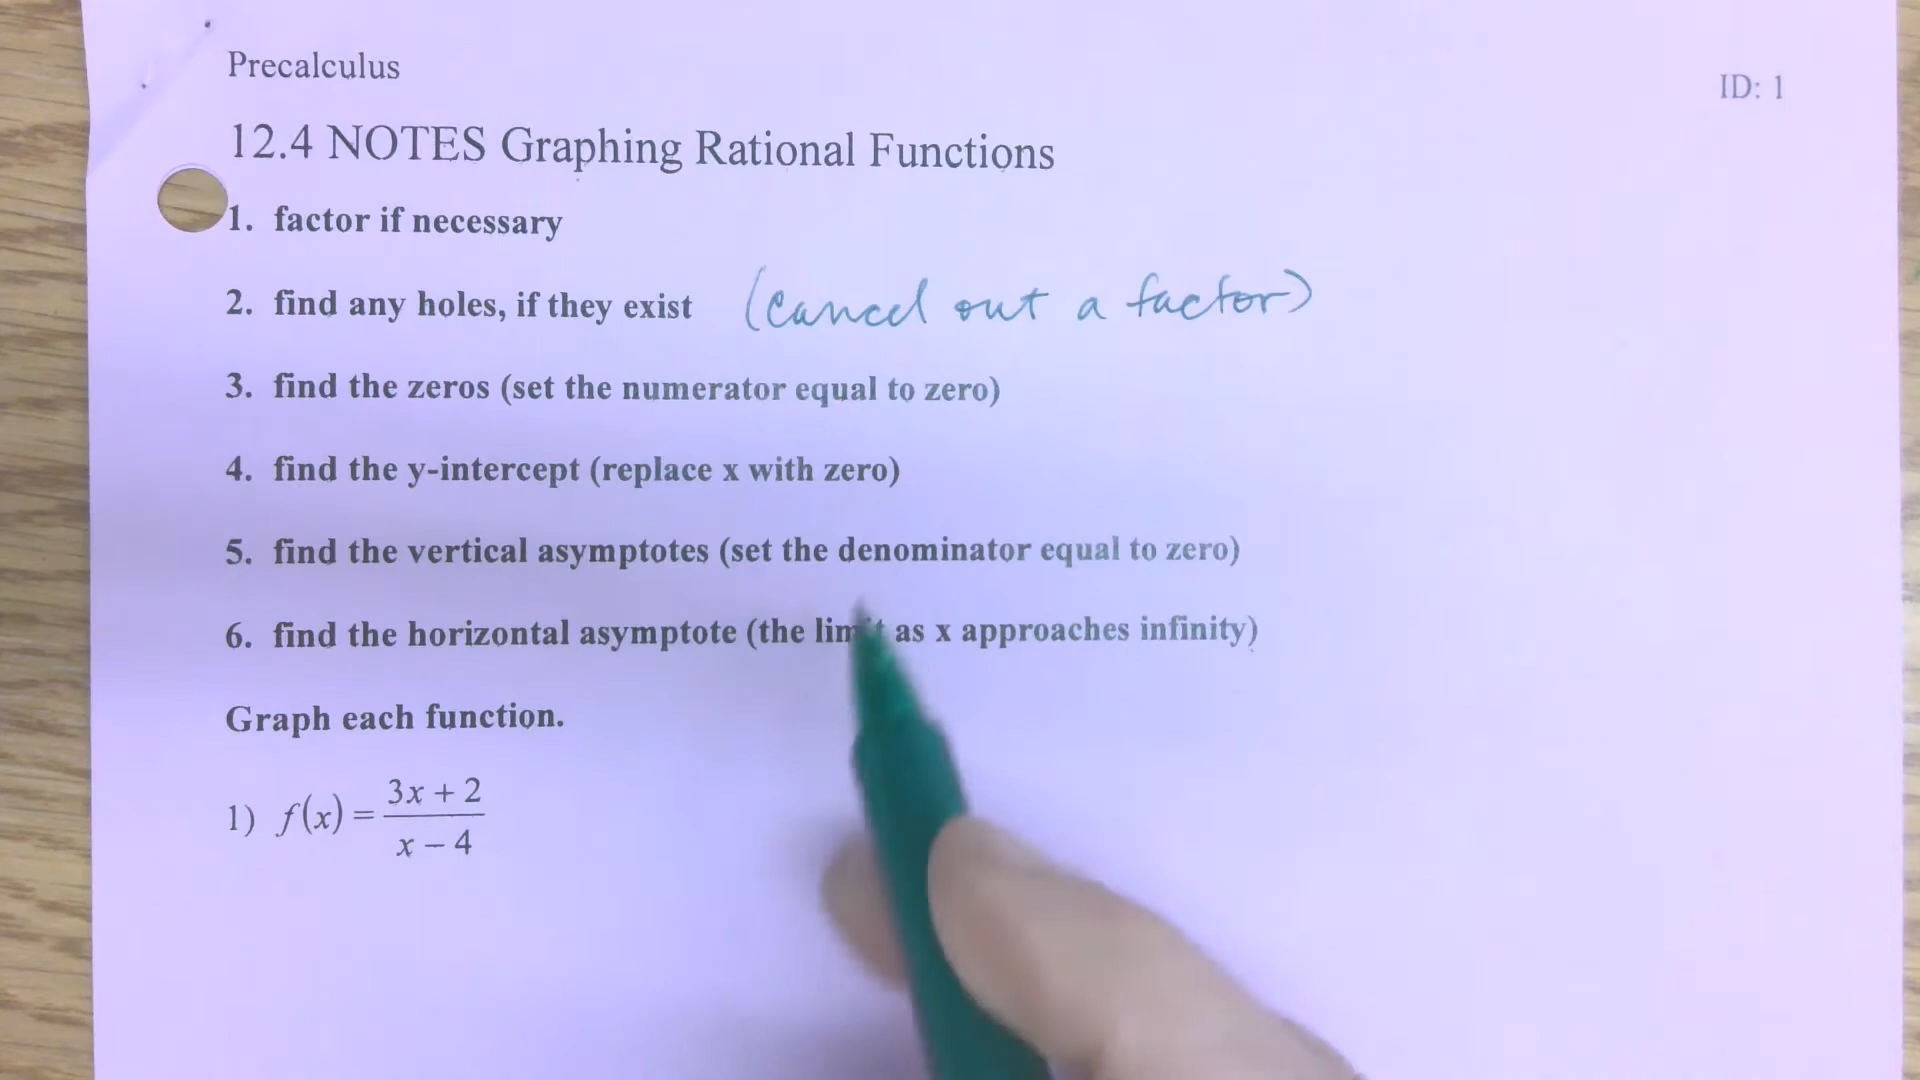 Precalculus
ID: 1
12.4 NOTES Graphing Rational Functions
1. factor if necessary
2. find any holes, if they exist (cancel out a factor)
3. find the zeros (set the numerator equal to zero)
4. find the y-intercept (replace x with zero)
5. find the vertical asymptotes (set the denominator equal to zero)
6. find the horizontal asymptote (the limit as x approaches infinity)
Graph each function.
1) f(x) = (3x + 2)/(x − 4)